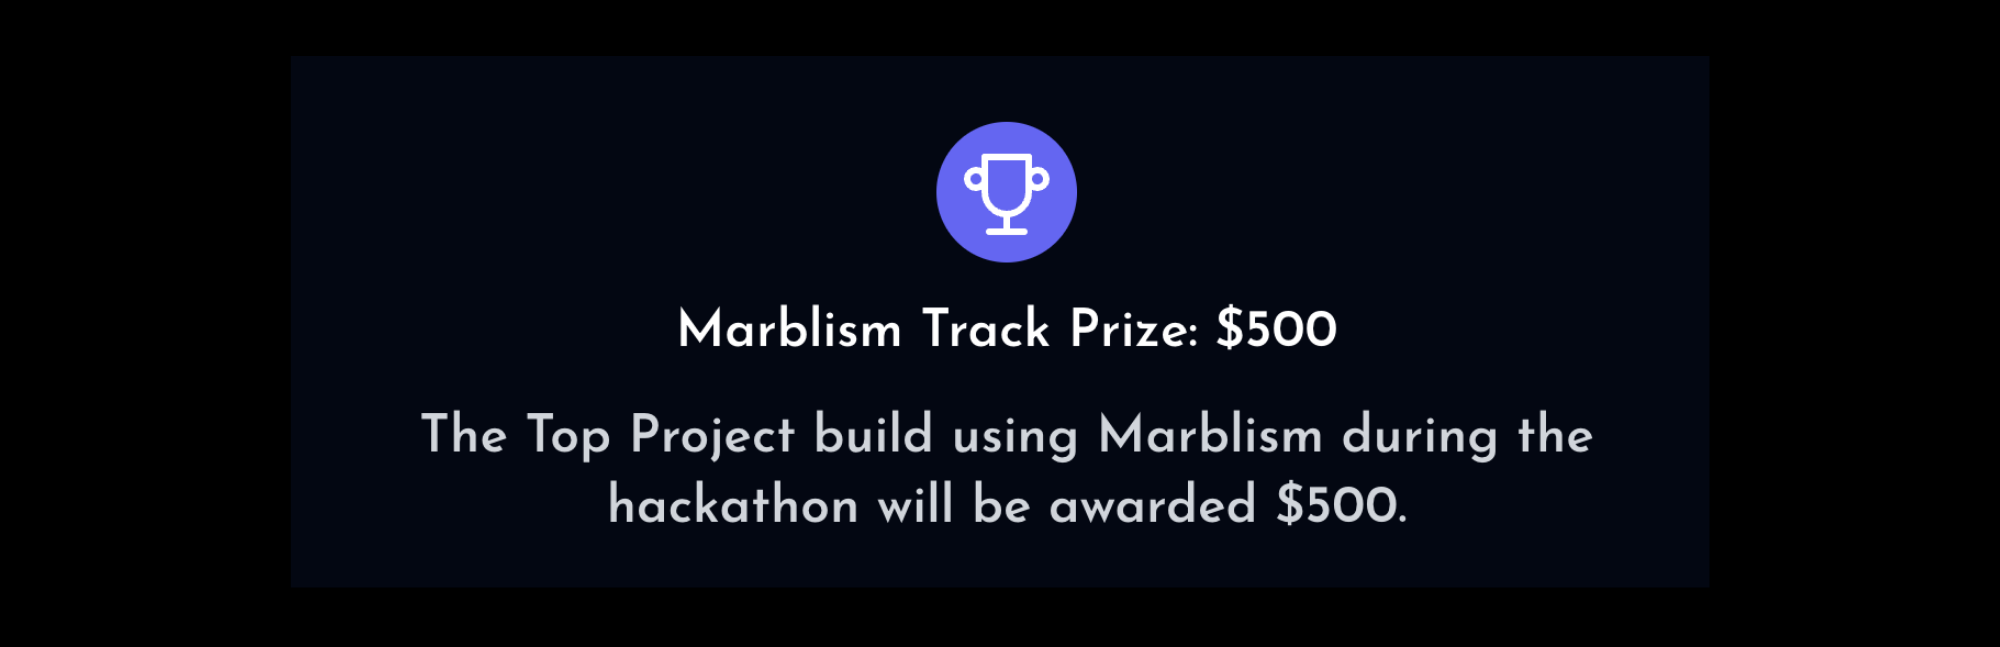 Marblism Track Prize: $500
The Top Project build using Marblism during the
hackathon will be awarded $500.